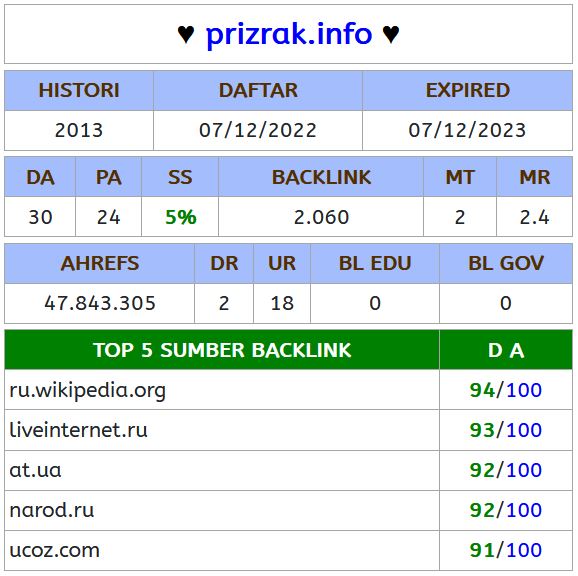 ♥ prizrak.info ♥
HISTORI DAFTAR EXPIRED
2013 07/12/2022 07/12/2023
DA PA SS BACKLINK MT MR
30 24 5% 2.060 2 2.4
AHREFS DR UR BL EDU BL GOV
47.843.305 2 18 0 0
TOP 5 SUMBER BACKLINK D A
ru.wikipedia.org 94/100
liveinternet.ru 93/100
at.ua 92/100
narod.ru 92/100
ucoz.com 91/100